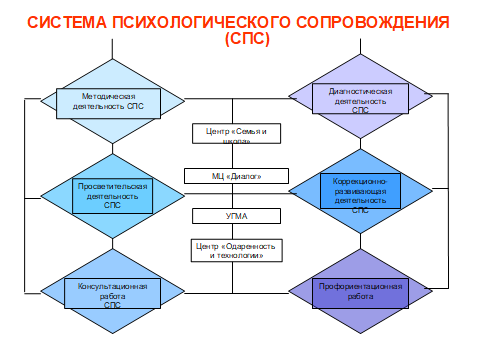 СИСТЕМА ПСИХОЛОГИЧЕСКОГО СОПРОВОЖДЕНИЯ
(СПС)
Методическая
деятельность СПС
Диагностическая
деятельность
СПС
Центр «Семья и
школа»
МЦ «Диалог»
Просветительская
деятельность
СПС
Коррекционно-
развивающая
деятельность
СПС
УГМА
Центр «Одаренность
и технологии»
Консультационная
работа
СПС
Профориентационная
работа